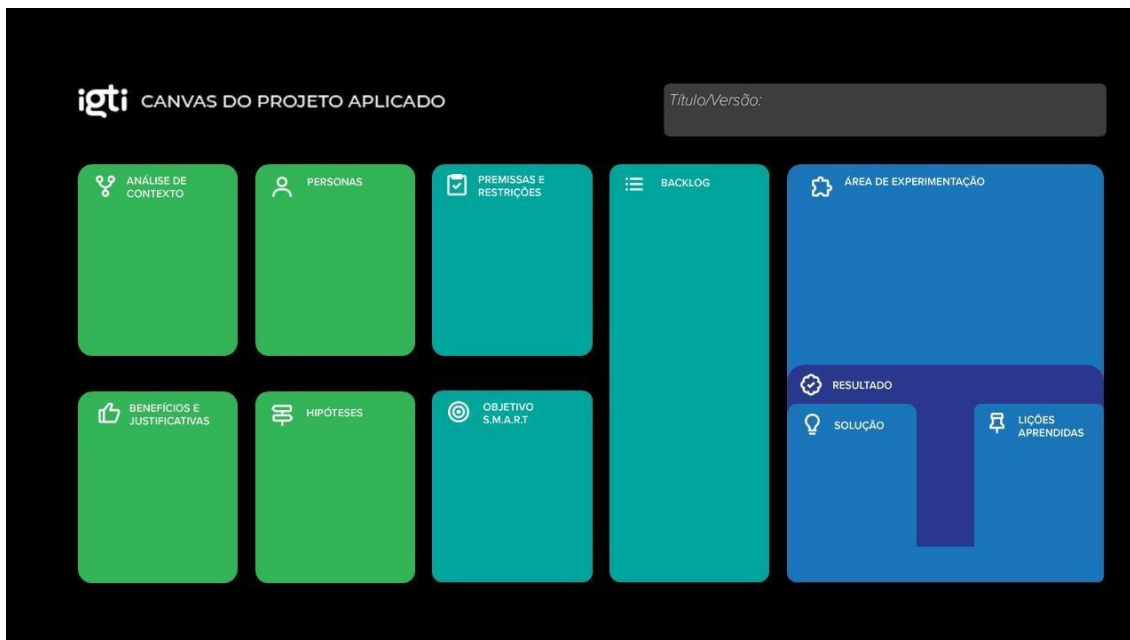 igti CANVAS DO PROJETO APLICADO
Título/Versão:
ANÁLISE DE
CONTEXTO
PERSONAS
PREMISSAS E
RESTRIÇÕES
BACKLOG
ÁREA DE EXPERIMENTAÇÃO
BENEFÍCIOS E
JUSTIFICATIVAS
HIPÓTESES
OBJETIVO
S.M.A.R.T
RESULTADO
SOLUÇÃO
LIÇÕES
APRENDIDAS